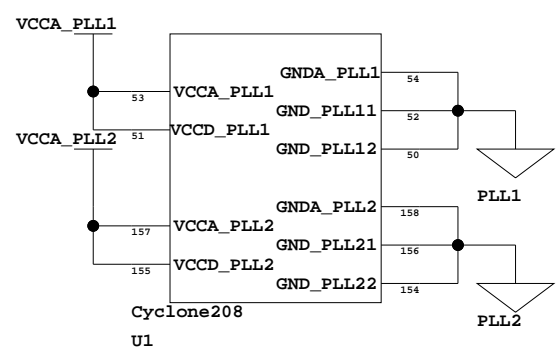 VCCA_PLL1
GNDA_PLL1 54
53 VCCA_PLL1
GND_PLL11 52
51 VCCD_PLL1
VCCA_PLL2
GND_PLL12 50
PLL1
GNDA_PLL2 158
157 VCCA_PLL2
GND_PLL21 156
155 VCCD_PLL2
GND_PLL22 154
Cyclone208
PLL2
U1